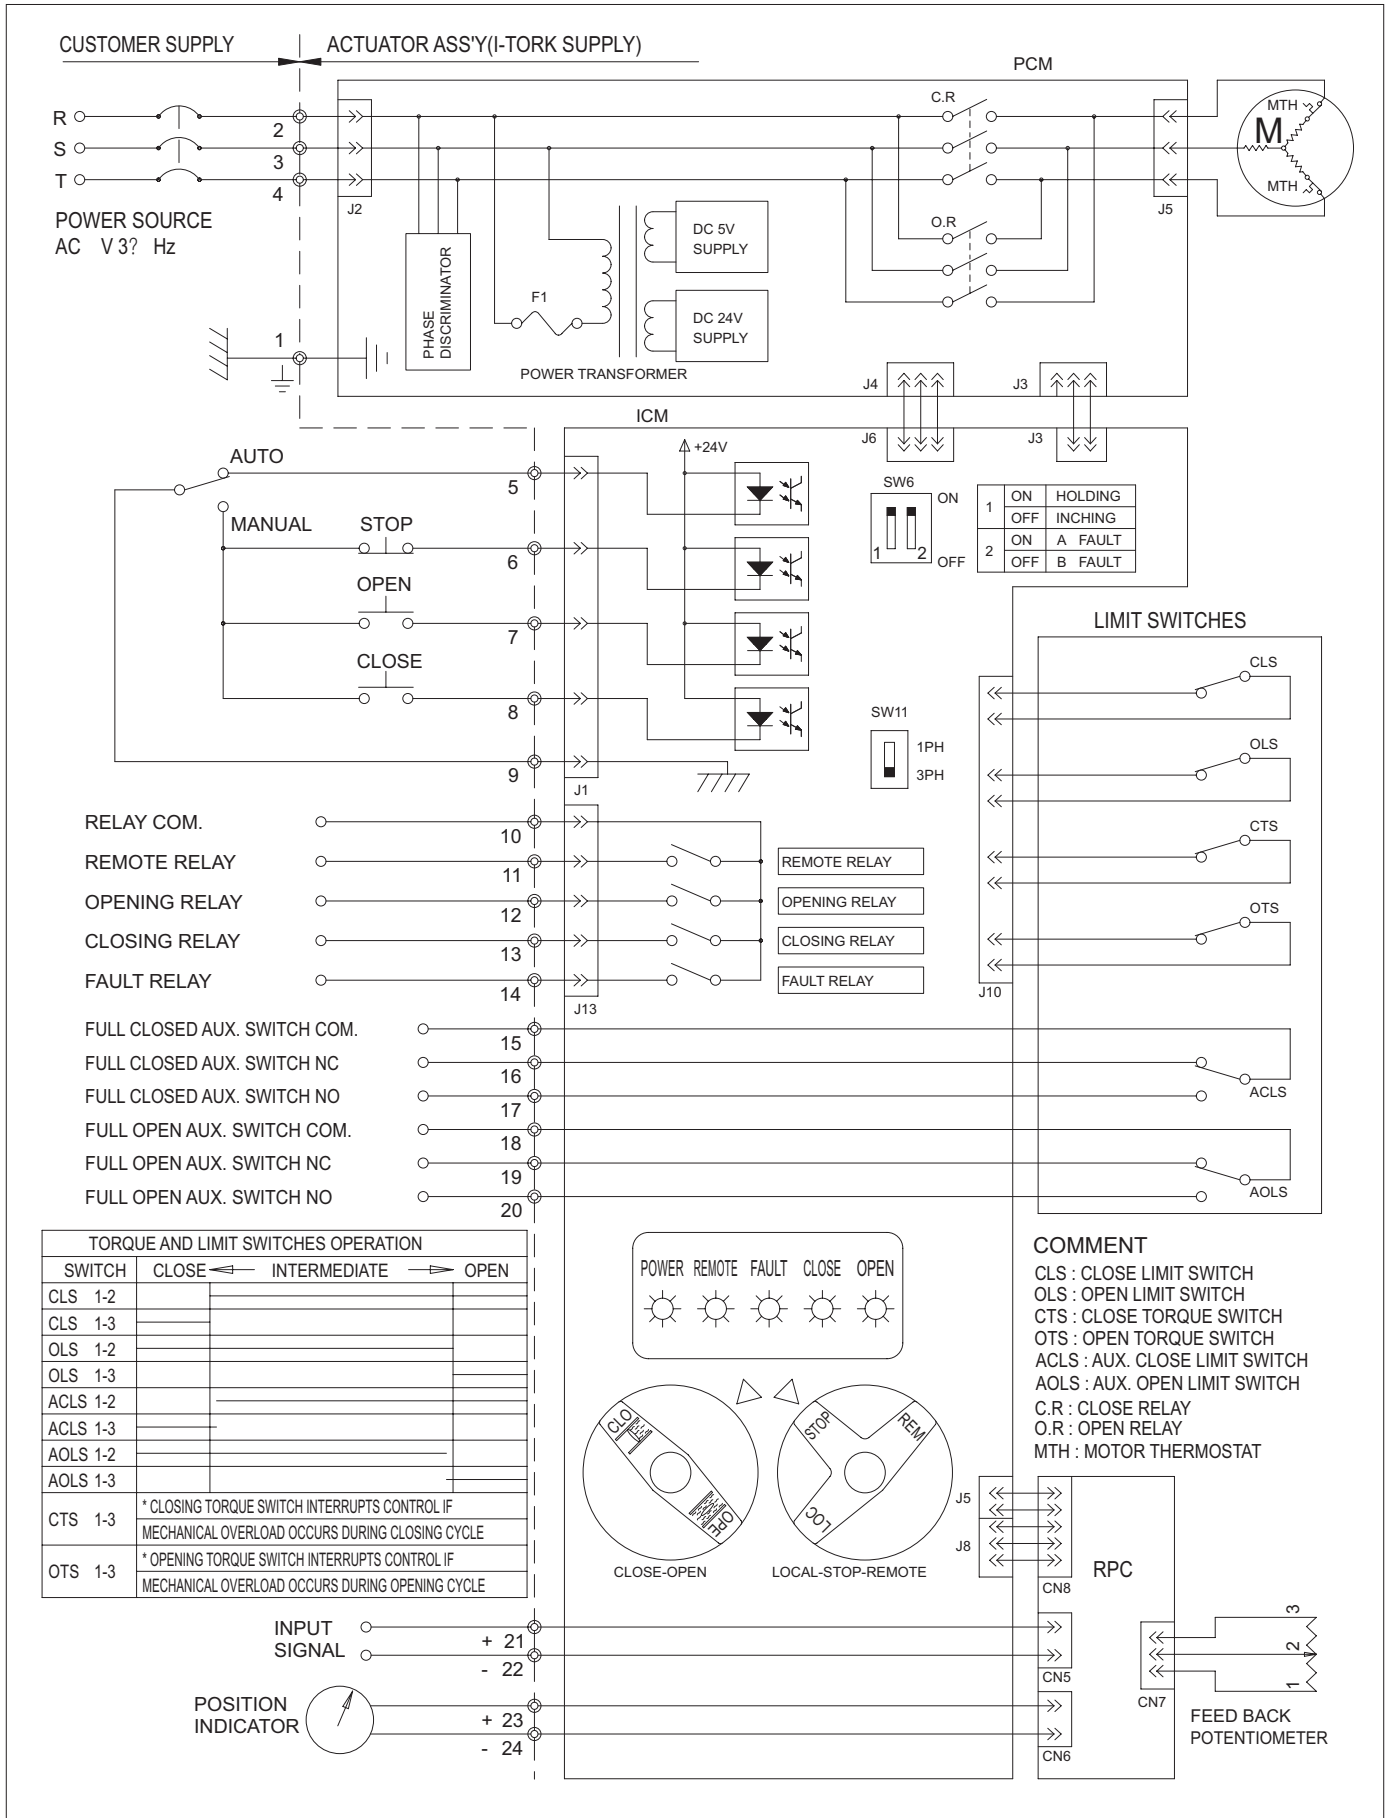 CUSTOMER SUPPLY
ACTUATOR ASS'Y(I-TORK SUPPLY)
PCM
R
S
T
2
3
4
J2
C.R
O.R
J5
MTH
M
MTH
POWER SOURCE
AC V 3? Hz
PHASE
DISCRIMINATOR
F1
DC 5V
SUPPLY
DC 24V
SUPPLY
POWER TRANSFORMER
1
J4
J3
ICM
J6
J3
+24V
AUTO
5
MANUAL
STOP
6
OPEN
7
CLOSE
8
9
J1
SW6
ON
OFF
1 2
1 ON HOLDING
OFF INCHING
2 ON A FAULT
OFF B FAULT
SW11
1PH
3PH
LIMIT SWITCHES
CLS
OLS
CTS
OTS
J10
RELAY COM.
10
REMOTE RELAY
11
REMOTE RELAY
OPENING RELAY
12
OPENING RELAY
CLOSING RELAY
13
CLOSING RELAY
FAULT RELAY
14
FAULT RELAY
J13
FULL CLOSED AUX. SWITCH COM.
15
FULL CLOSED AUX. SWITCH NC
16
FULL CLOSED AUX. SWITCH NO
17
ACLS
FULL OPEN AUX. SWITCH COM.
18
FULL OPEN AUX. SWITCH NC
19
FULL OPEN AUX. SWITCH NO
20
AOLS
TORQUE AND LIMIT SWITCHES OPERATION
SWITCH CLOSE INTERMEDIATE OPEN
CLS 1-2
CLS 1-3
OLS 1-2
OLS 1-3
ACLS 1-2
ACLS 1-3
AOLS 1-2
AOLS 1-3
CTS 1-3
* CLOSING TORQUE SWITCH INTERRUPTS CONTROL IF
MECHANICAL OVERLOAD OCCURS DURING CLOSING CYCLE
OTS 1-3
* OPENING TORQUE SWITCH INTERRUPTS CONTROL IF
MECHANICAL OVERLOAD OCCURS DURING OPENING CYCLE
POWER REMOTE FAULT CLOSE OPEN
CLO
OPE
CLOSE-OPEN
STOP
REM
LOC
LOCAL-STOP-REMOTE
COMMENT
CLS : CLOSE LIMIT SWITCH
OLS : OPEN LIMIT SWITCH
CTS : CLOSE TORQUE SWITCH
OTS : OPEN TORQUE SWITCH
ACLS : AUX. CLOSE LIMIT SWITCH
AOLS : AUX. OPEN LIMIT SWITCH
C.R : CLOSE RELAY
O.R : OPEN RELAY
MTH : MOTOR THERMOSTAT
J5
J8
CN8
RPC
INPUT
SIGNAL
+ 21
- 22
CN5
POSITION
INDICATOR
+ 23
- 24
CN6
CN7
3
2
1
FEED BACK
POTENTIOMETER